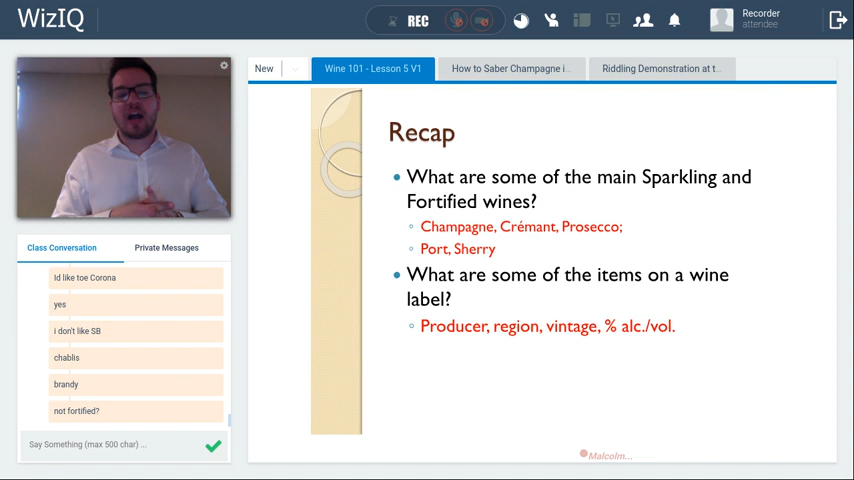 WizIQ
REC
Recorder
attendee
New
Wine 101 - Lesson 5 V1
How to Saber Champagne i...
Riddling Demonstration at t...
Recap
What are some of the main Sparkling and
Fortified wines?
Champagne, Crémant, Prosecco;
Port, Sherry
What are some of the items on a wine
label?
Producer, region, vintage, % alc./vol.
Malcolm...
Class Conversation
Private Messages
Id like toe Corona
yes
i don't like SB
chablis
brandy
not fortified?
Say Something (max 500 char) ...